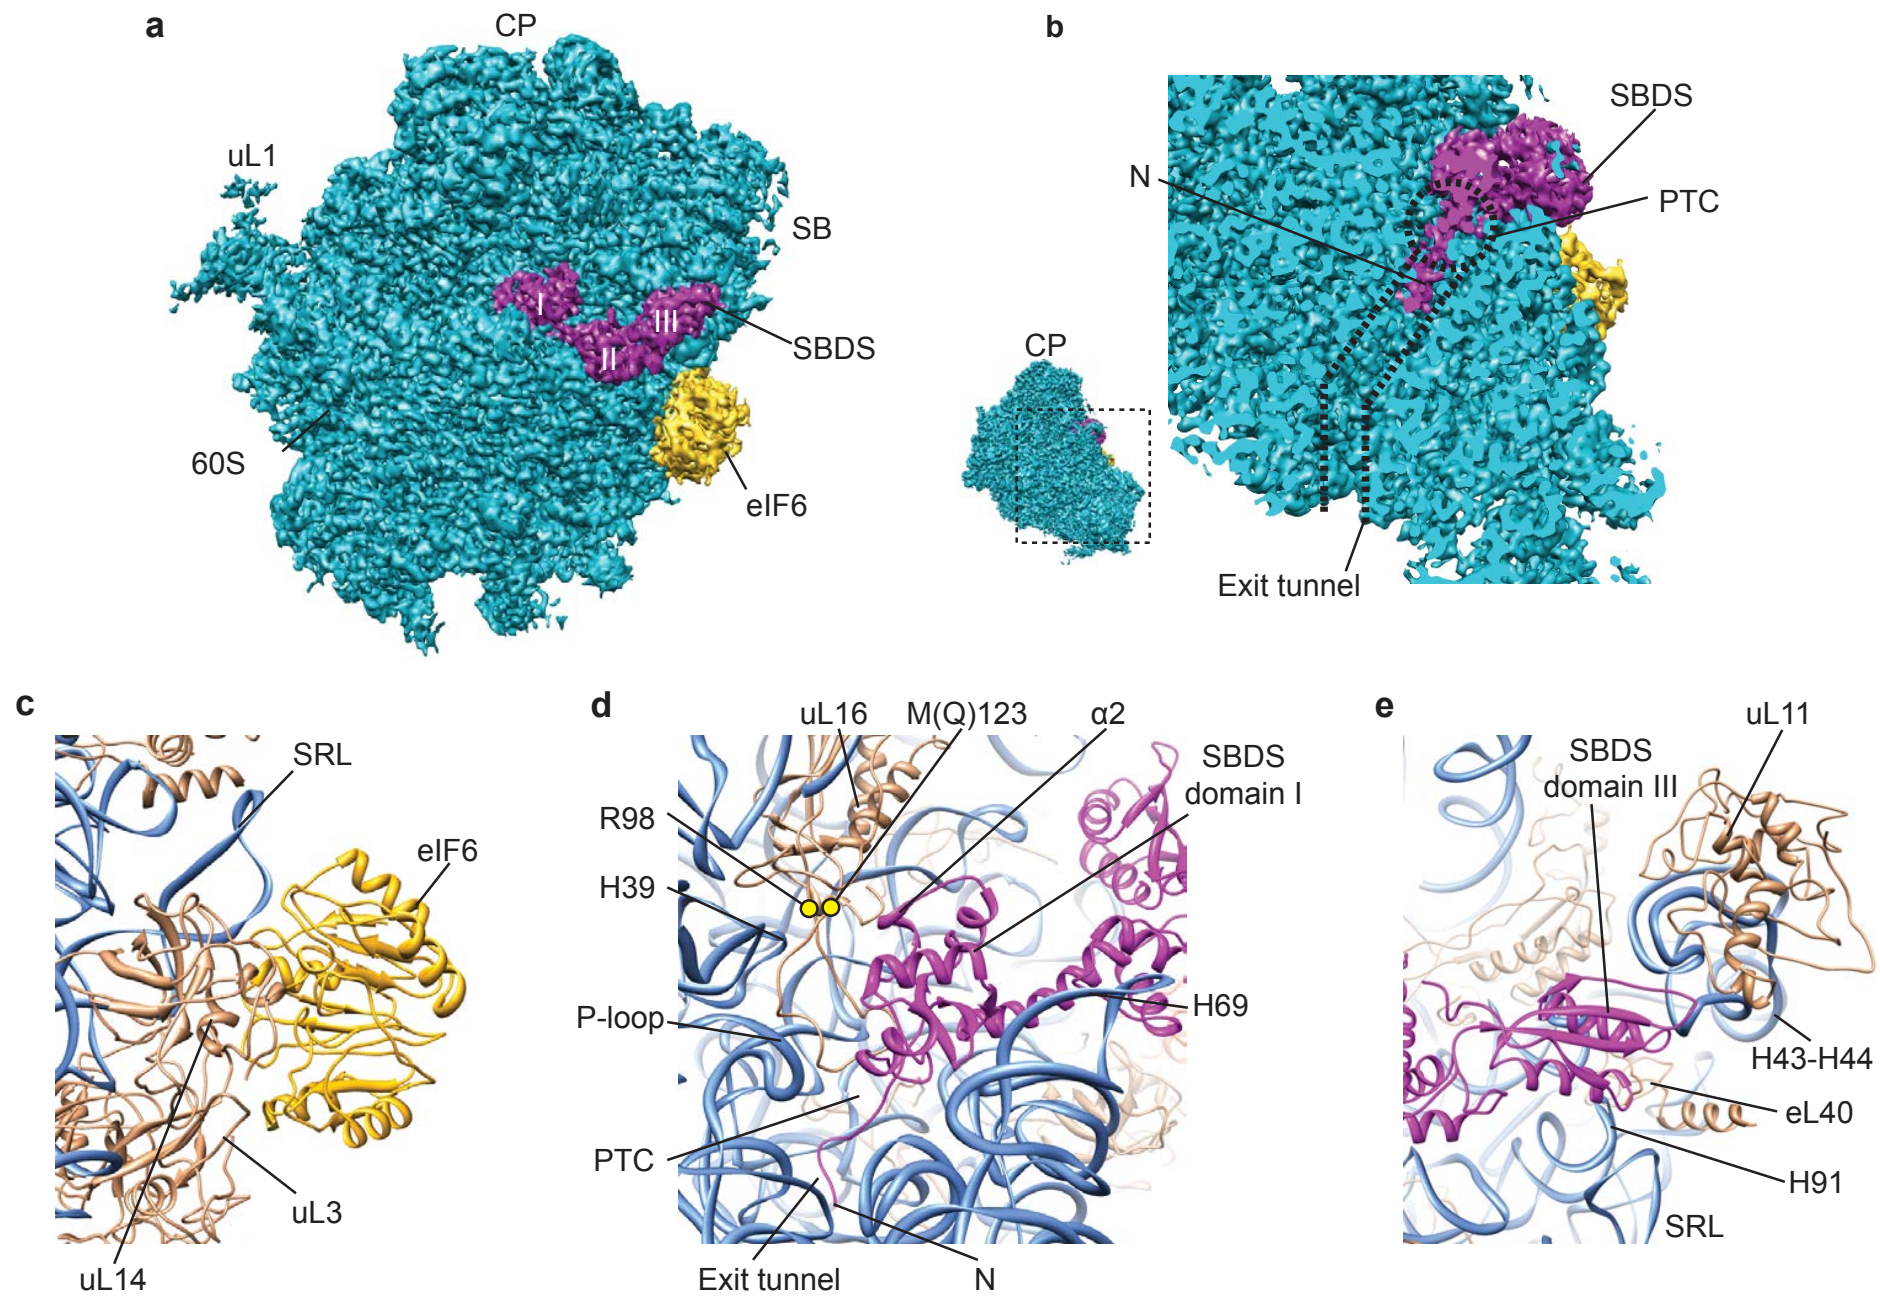 a
CP
uL1
SB
I
III
II
SBDS
60S
eIF6
b
SBDS
N
PTC
CP
Exit tunnel
c
SRL
eIF6
uL3
uL14
d
uL16
M(Q)123
α2
SBDS
domain I
R98
H39
P-loop
H69
PTC
Exit tunnel
N
e
uL11
SBDS
domain III
H43-H44
eL40
H91
SRL